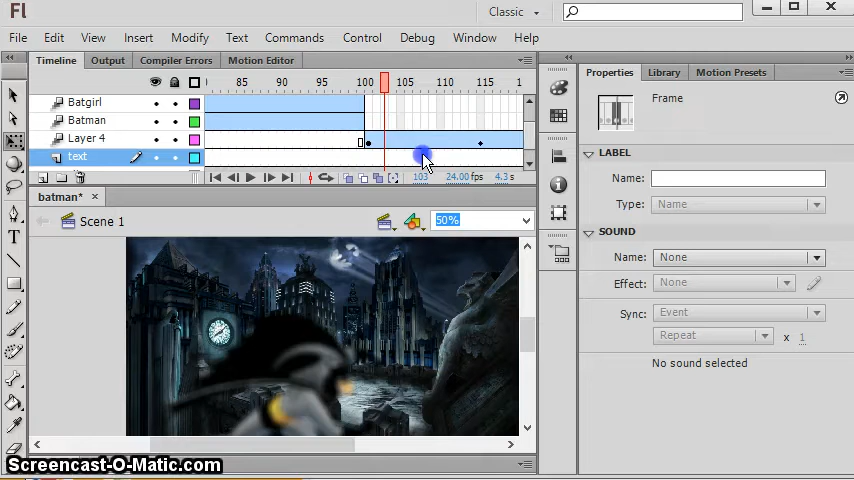 Fl
Classic
File Edit View Insert Modify Text Commands Control Debug Window Help
Timeline Output Compiler Errors Motion Editor
85 90 95 100 105 110 115 1
Batgirl
Batman
Layer 4
text
103 24.00 fps 4.3 s
batman*
Scene 1
50%
Properties Library Motion Presets
Frame
LABEL
Name:
Type: Name
SOUND
Name: None
Effect: None
Sync: Event
Repeat x 1
No sound selected
Screencast-O-Matic.com